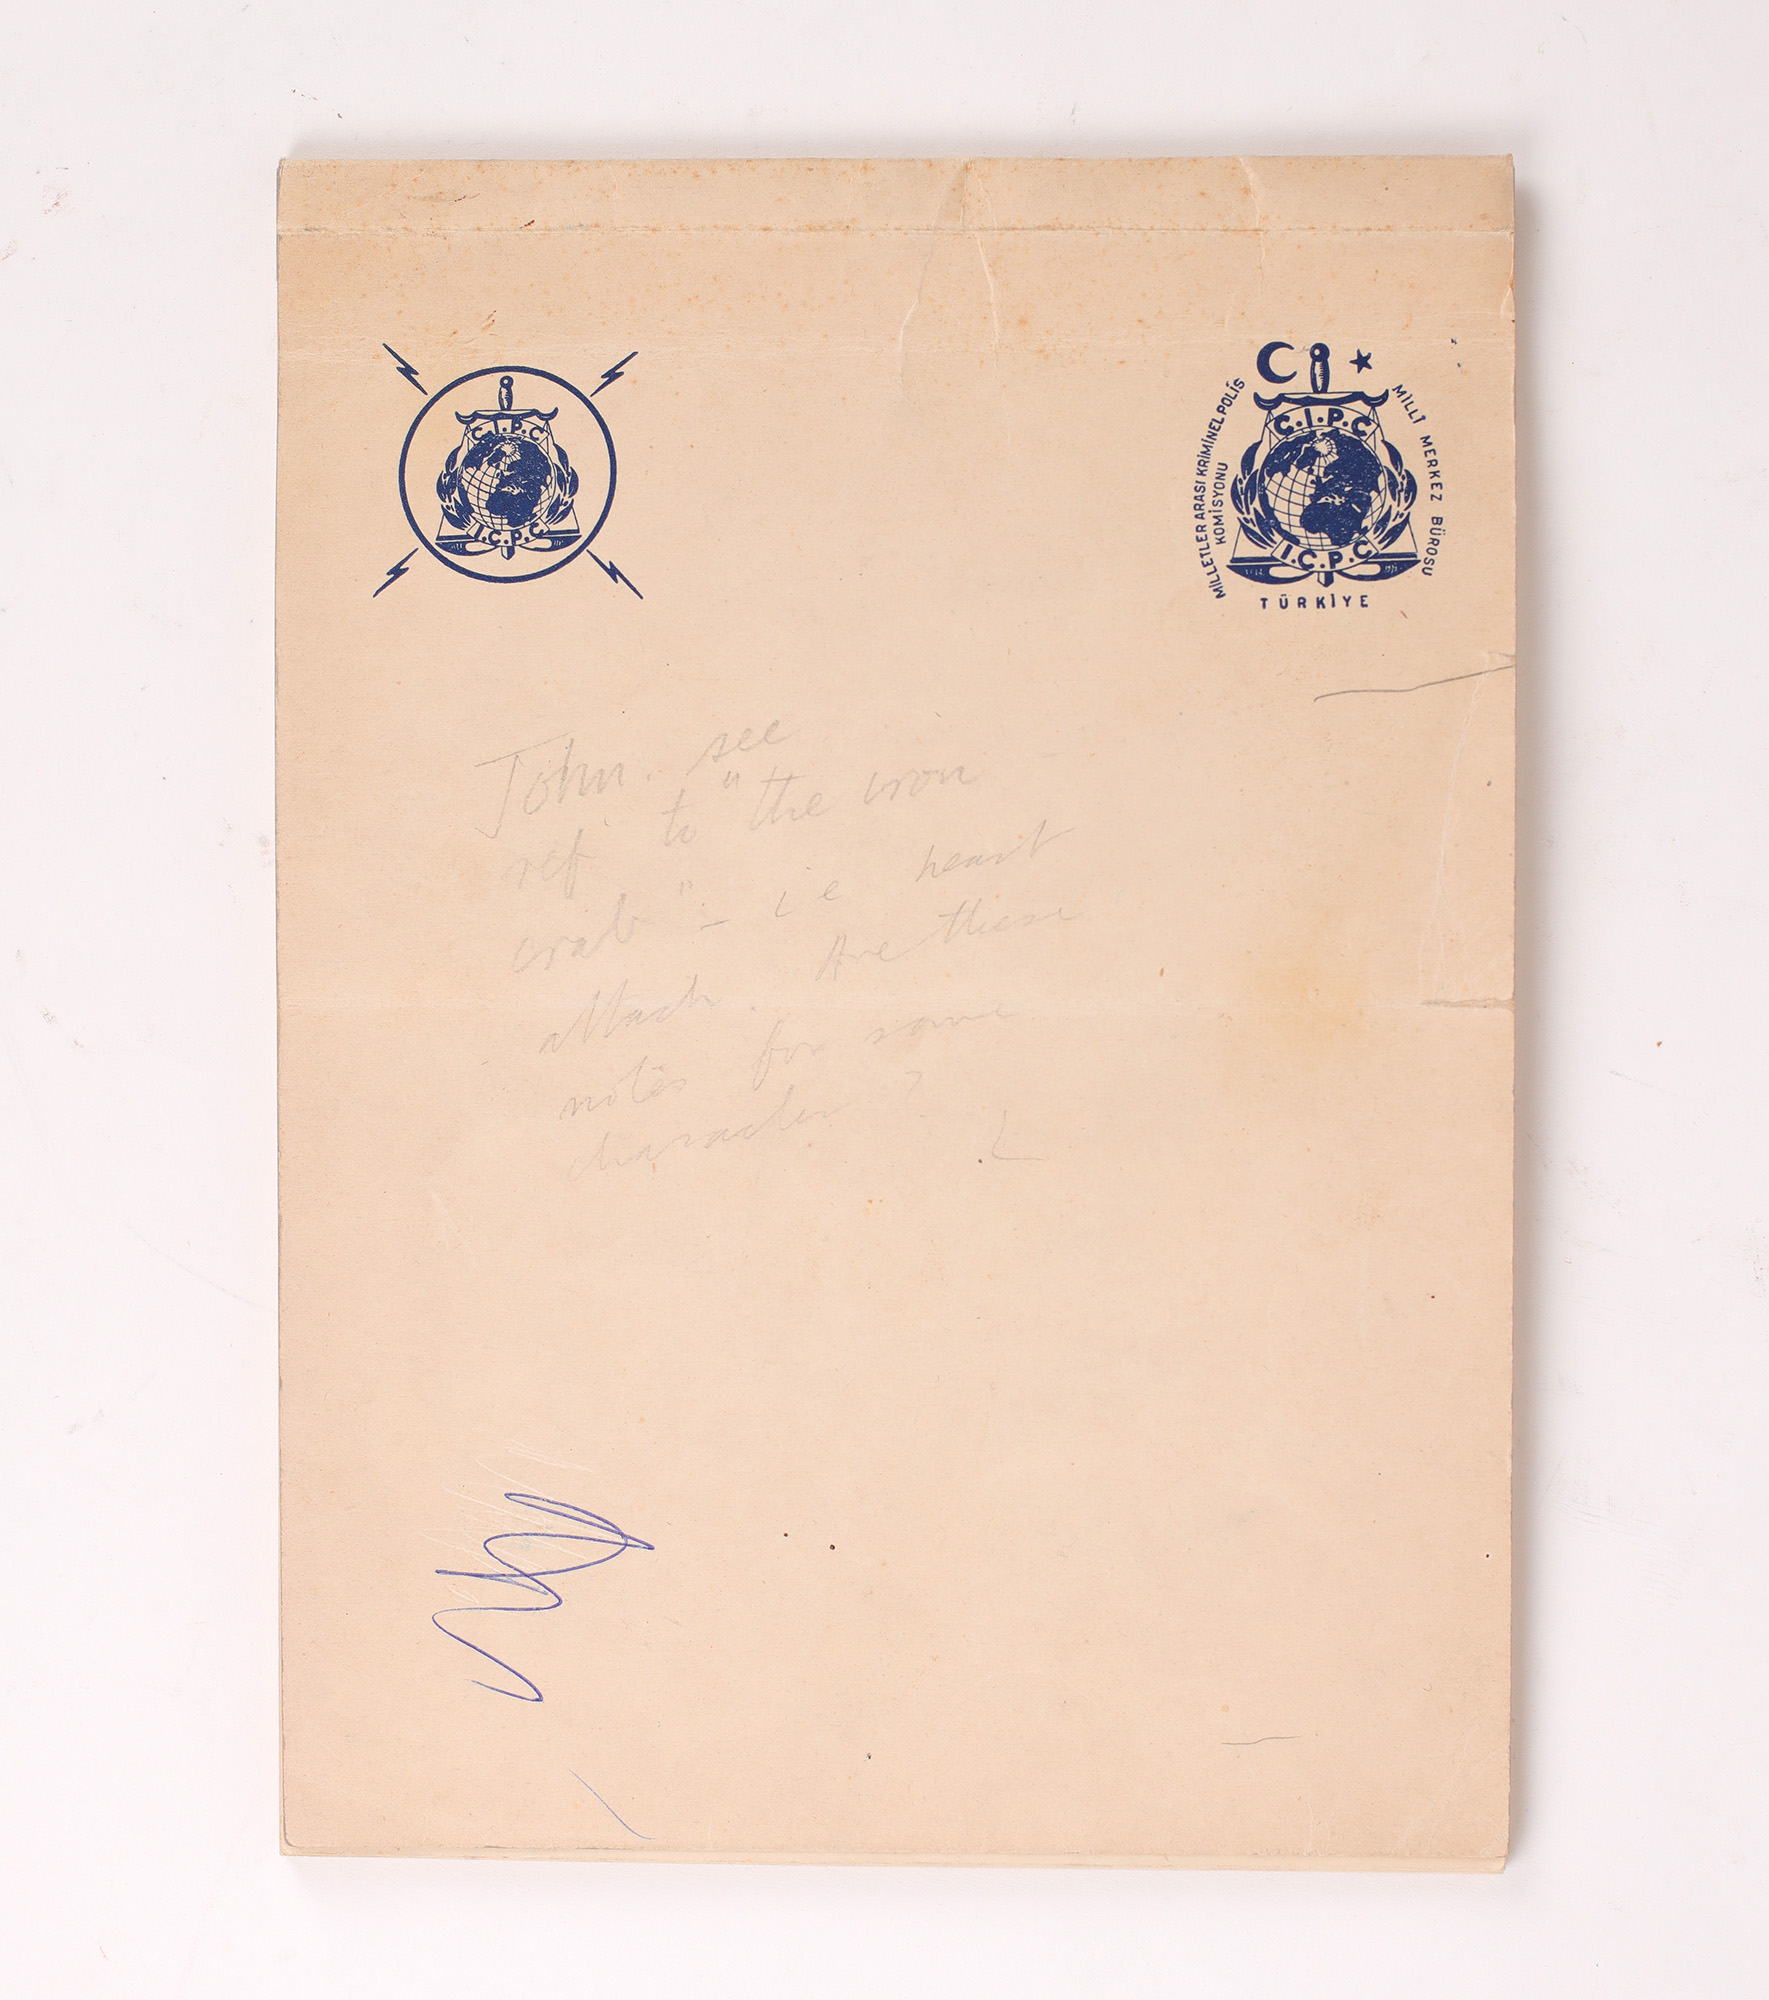 C.I.P.C
I.C.P.C
MİLLETLER ARASI KRİMİNEL POLİS
KOMİSYONU
MİLLİ MERKEZ BÜROSU
C.I.P.C
I.C.P.C
TÜRKİYE
John. see
ref to "the iron
crab" – ie heart
attack. Are these
notes for some
character?
L